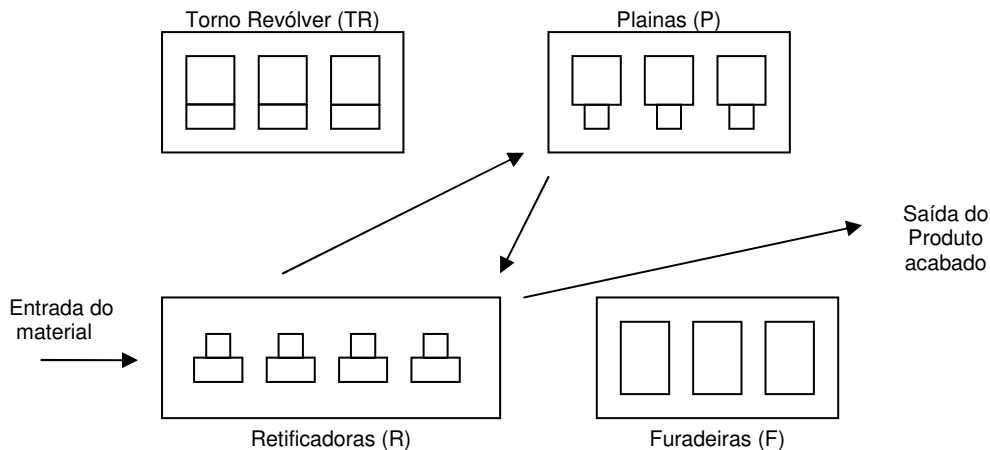 Torno Revólver (TR)
Plainas (P)
Saída do
Produto
acabado
Entrada do
material
Retificadoras (R)
Furadeiras (F)